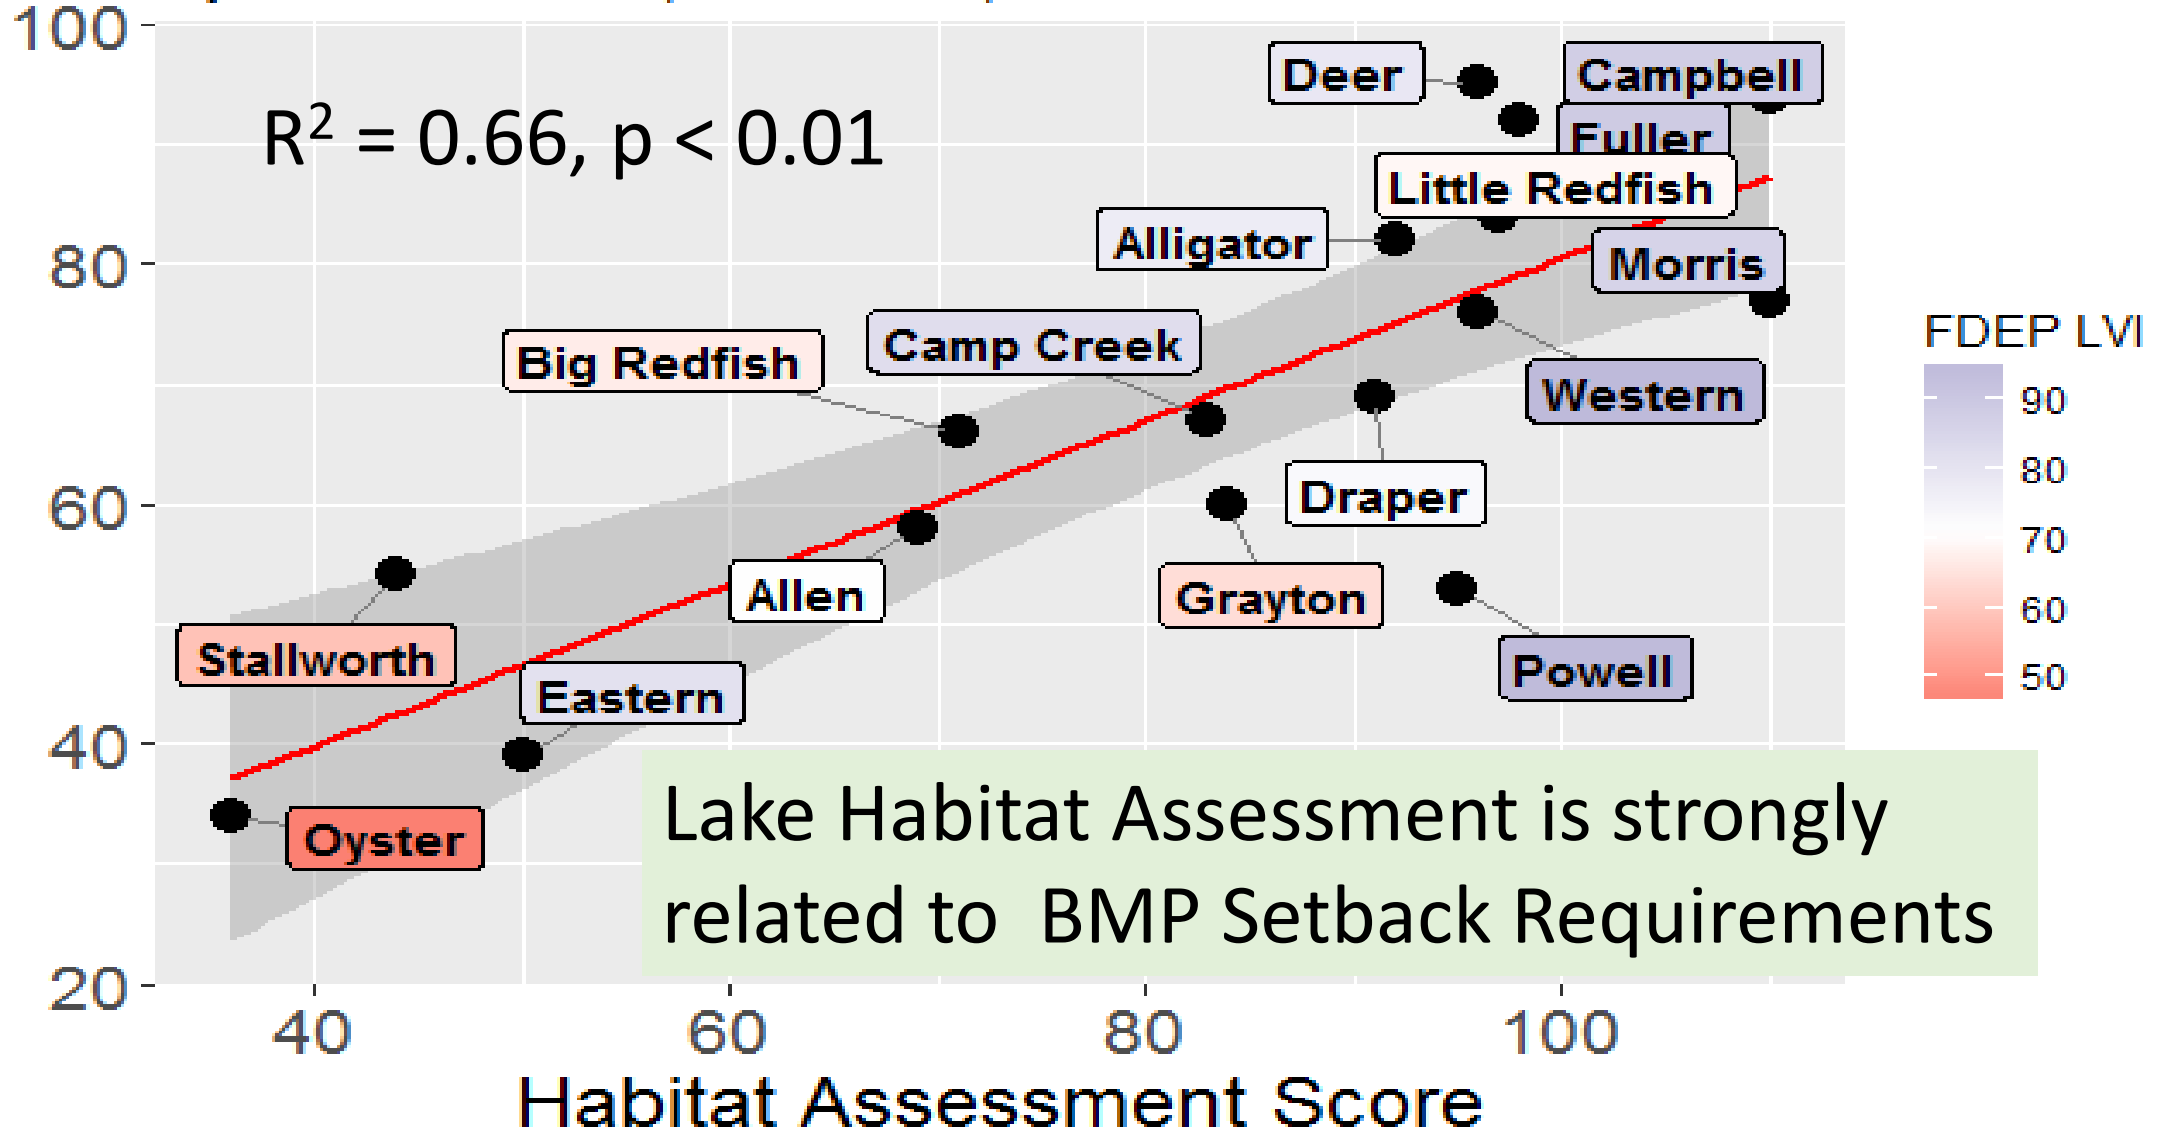 100
80
60
40
20
R² = 0.66, p < 0.01
Deer
Campbell
Fuller
Little Redfish
Alligator
Morris
Camp Creek
Big Redfish
Western
Draper
Allen
Grayton
Stallworth
Powell
Eastern
Oyster
Lake Habitat Assessment is strongly
related to  BMP Setback Requirements
40
60
80
100
Habitat Assessment Score
FDEP LVI
90
80
70
60
50